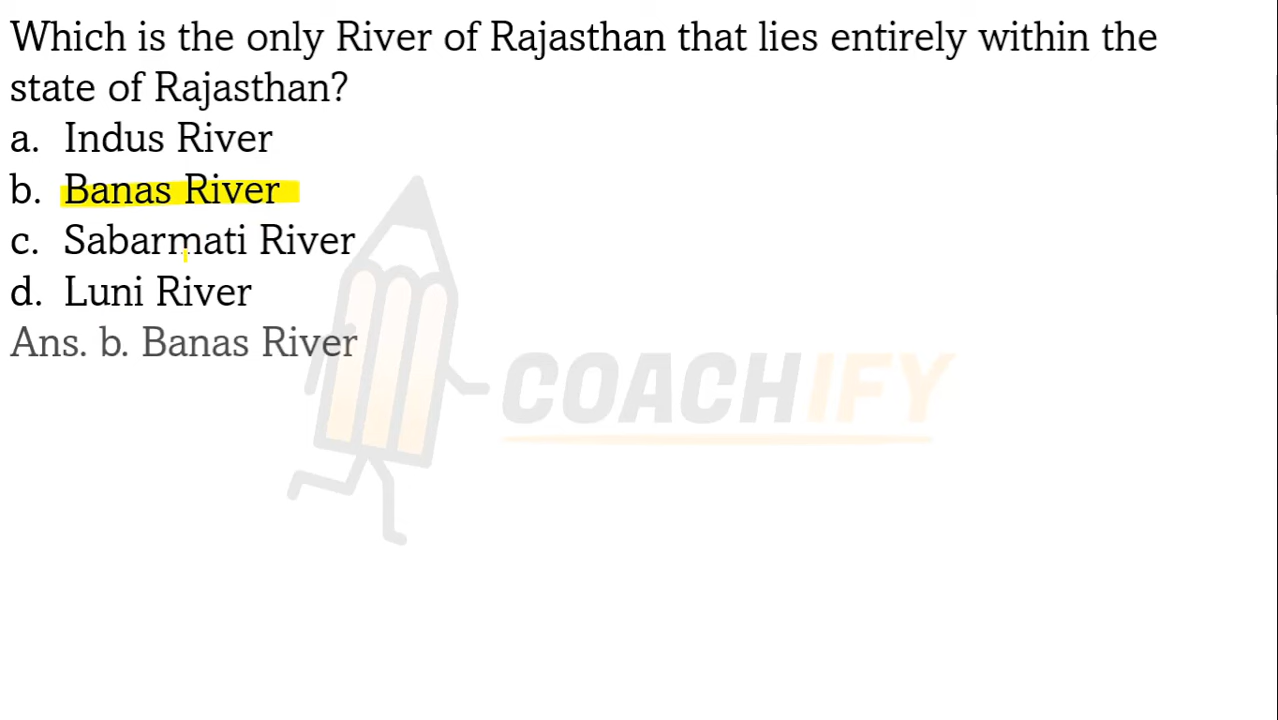 Which is the only River of Rajasthan that lies entirely within the
state of Rajasthan?
a. Indus River
b. Banas River
c. Sabarmati River
d. Luni River
Ans. b. Banas River
COACHIFY